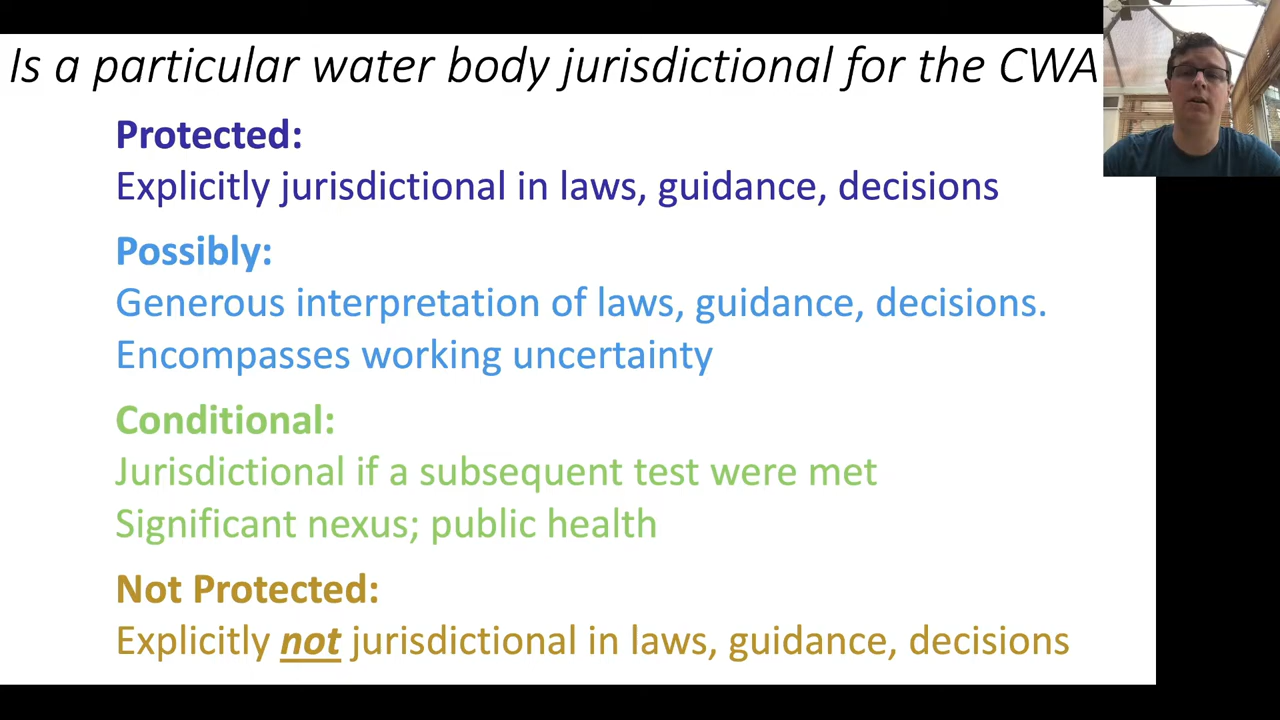 Is a particular water body jurisdictional for the CWA
Protected:
Explicitly jurisdictional in laws, guidance, decisions
Possibly:
Generous interpretation of laws, guidance, decisions.
Encompasses working uncertainty
Conditional:
Jurisdictional if a subsequent test were met
Significant nexus; public health
Not Protected:
Explicitly not jurisdictional in laws, guidance, decisions